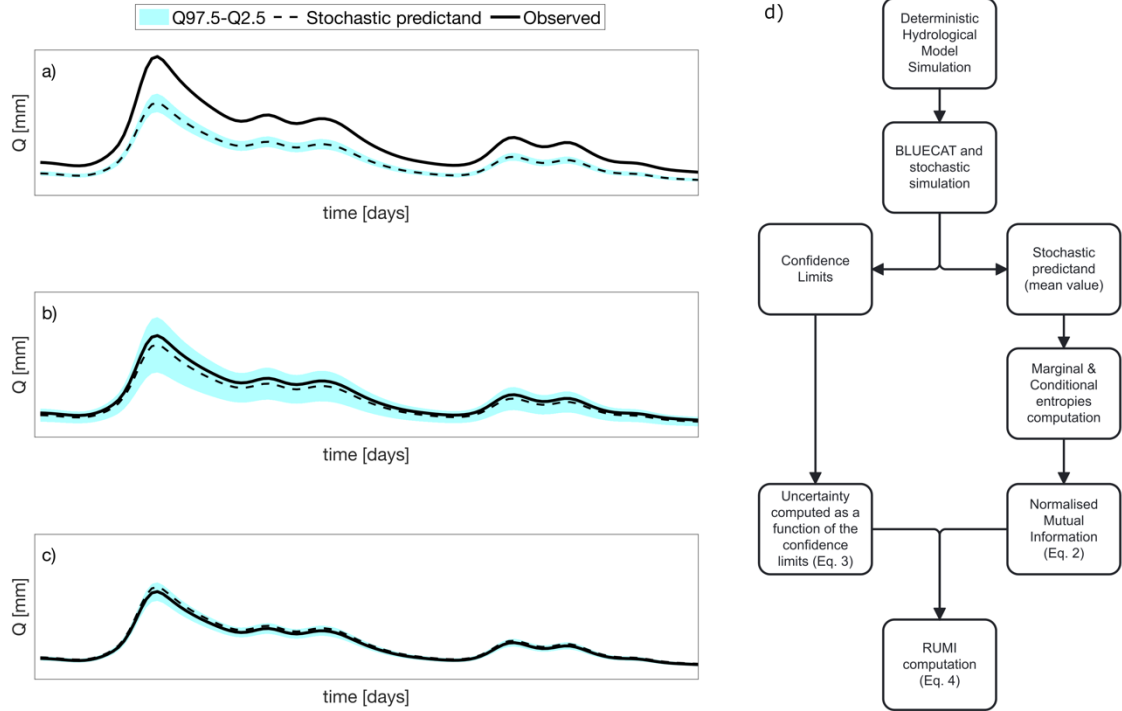 Q97.5-Q2.5 Stochastic predictand Observed
a)
Q [mm]
time [days]
b)
Q [mm]
time [days]
c)
Q [mm]
time [days]
d)
Deterministic
Hydrological
Model
Simulation
BLUECAT and
stochastic
simulation
Confidence
Limits
Stochastic
predictand
(mean value)
Marginal &
Conditional
entropies
computation
Uncertainty
computed as a
function of the
confidence
limits (Eq. 3)
Normalised
Mutual
Information
(Eq. 2)
RUMI
computation
(Eq. 4)